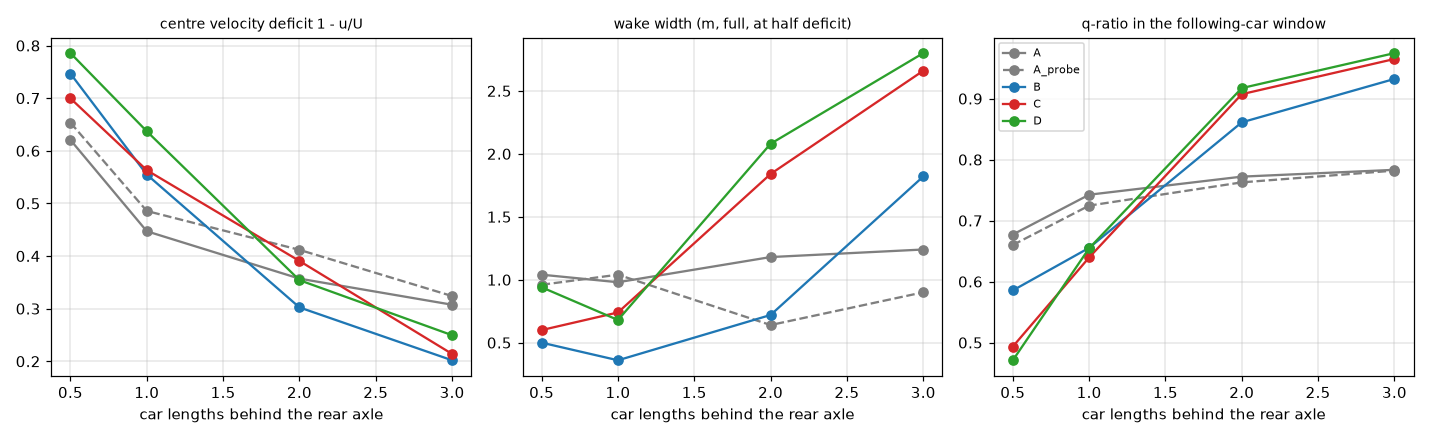 centre velocity deficit 1 - u/U
0.8
0.7
0.6
0.5
0.4
0.3
0.2
0.5 1.0 1.5 2.0 2.5 3.0
car lengths behind the rear axle
wake width (m, full, at half deficit)
2.5
2.0
1.5
1.0
0.5
0.5 1.0 1.5 2.0 2.5 3.0
car lengths behind the rear axle
q-ratio in the following-car window
A
A_probe
B
C
D
0.9
0.8
0.7
0.6
0.5
0.5 1.0 1.5 2.0 2.5 3.0
car lengths behind the rear axle